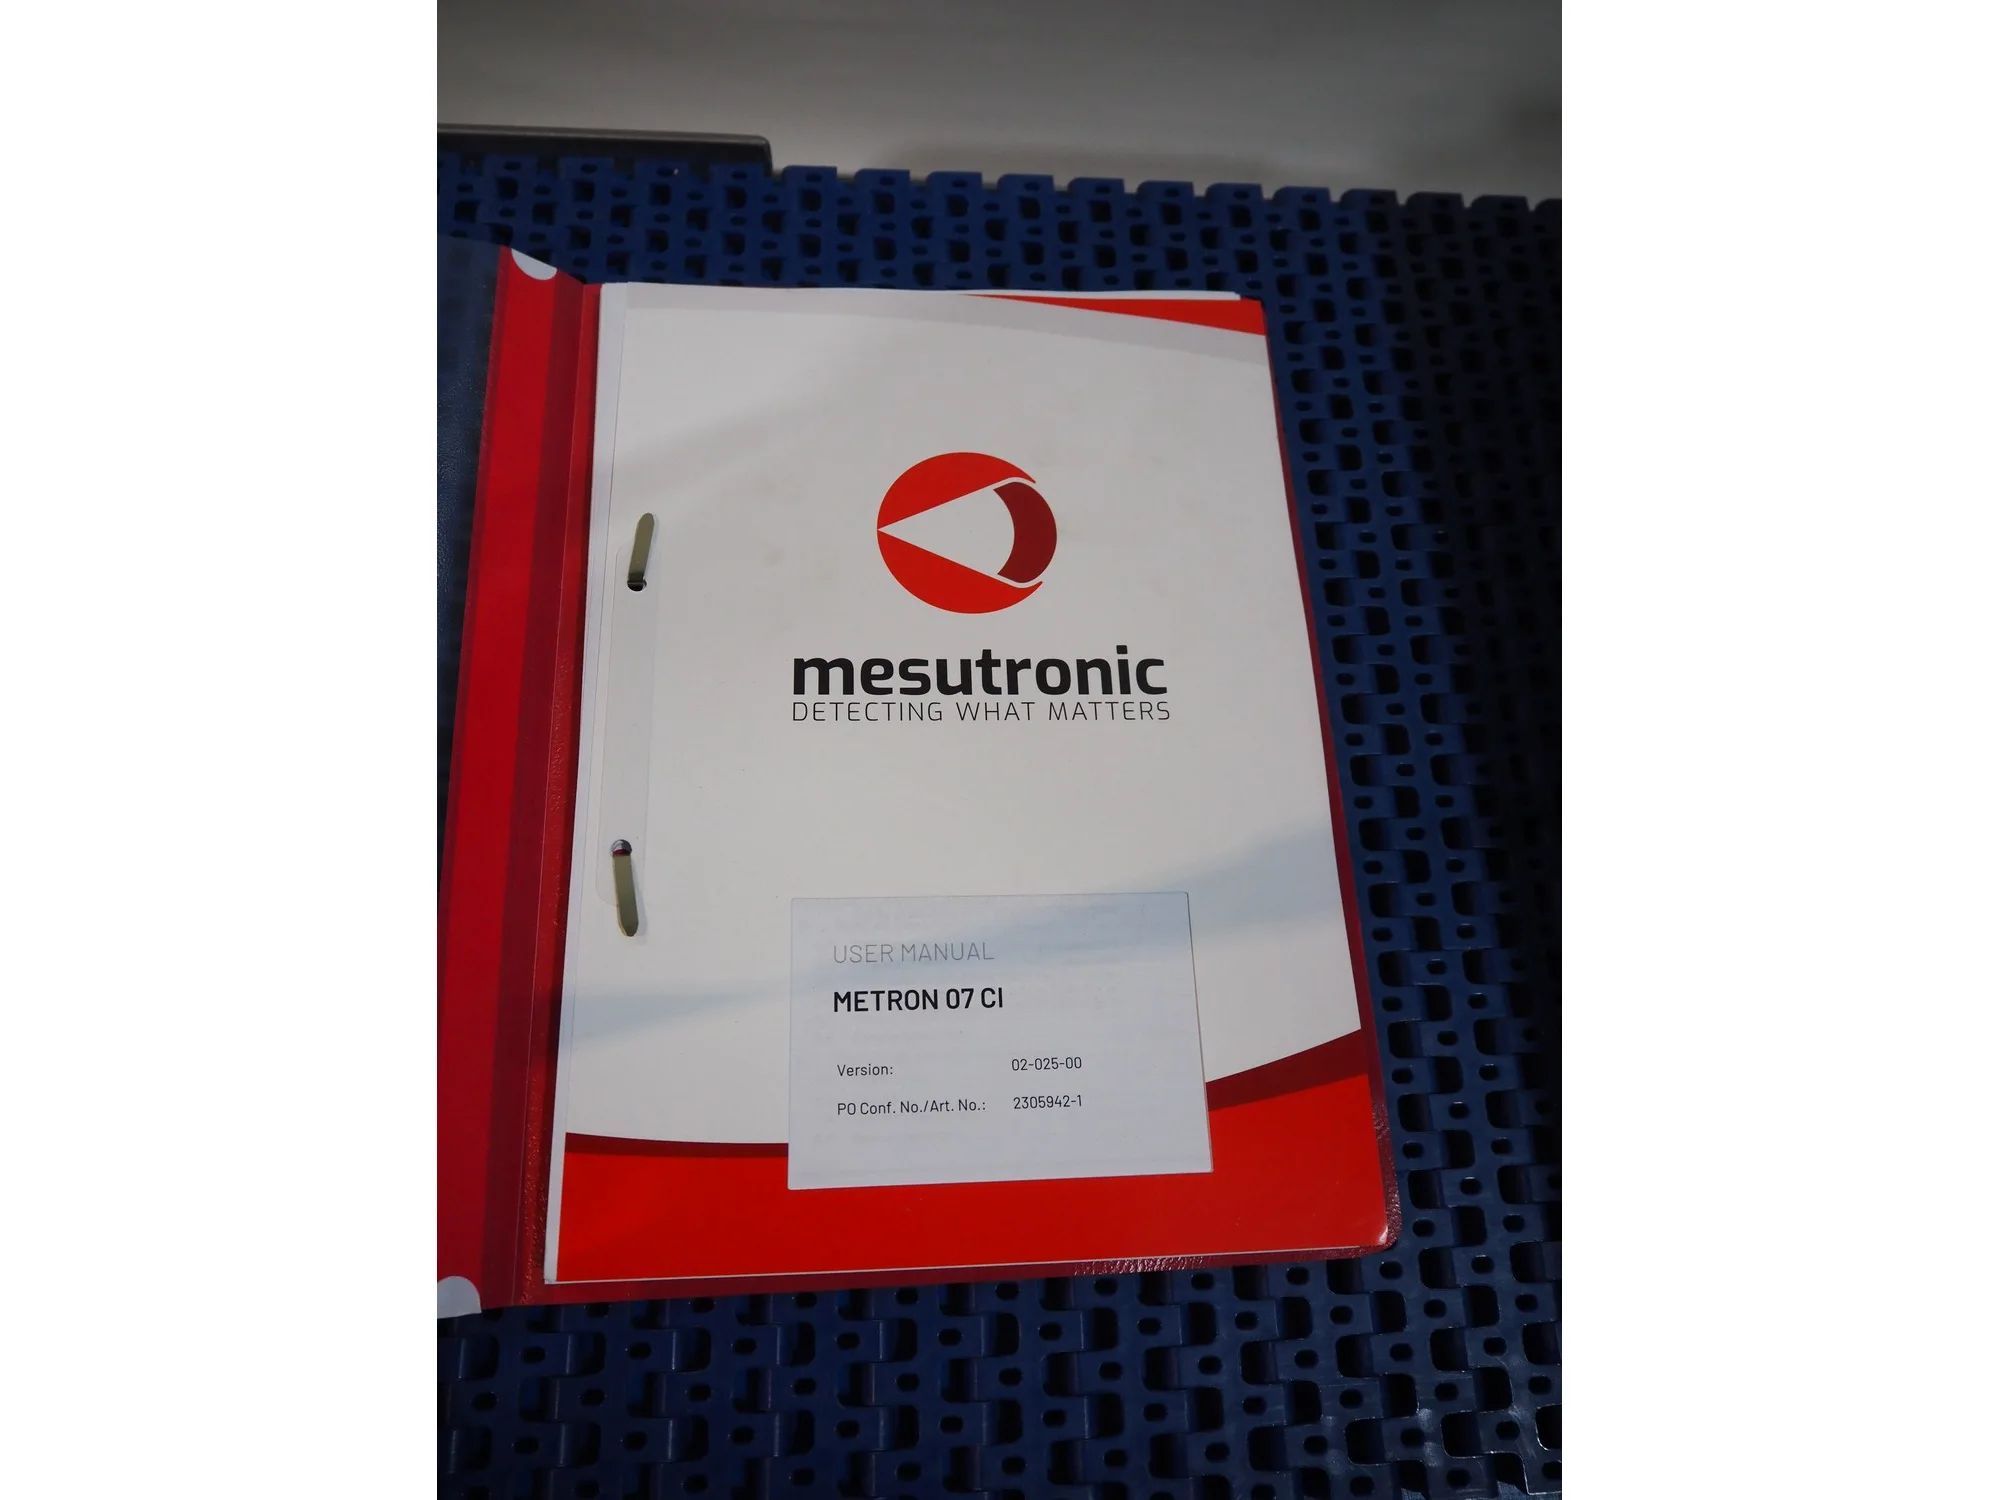 mesutronic
DETECTING WHAT MATTERS
USER MANUAL
METRON 07 CI
Version: 02-025-00
PO Conf. No./Art. No.: 2305942-1